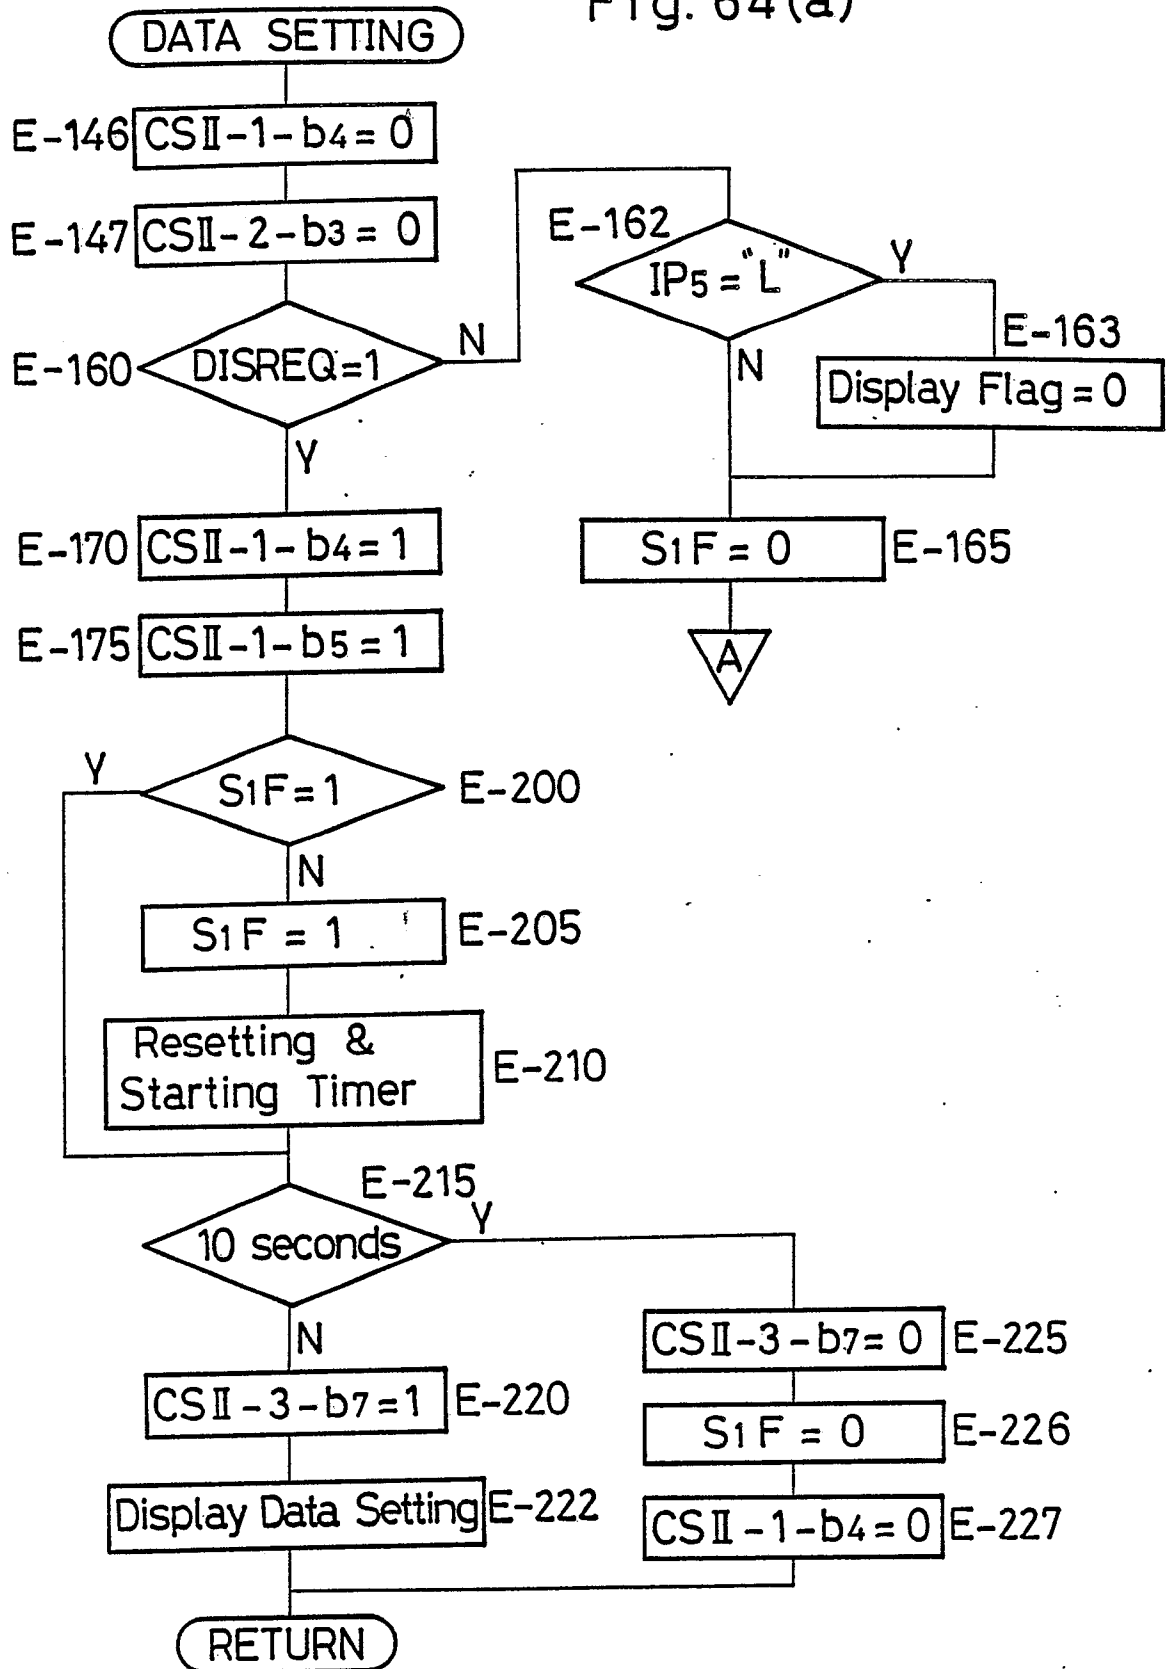 Fig. 64(a)
DATA SETTING
E-146 CSII-1-b4=0
E-147 CSII-2-b3=0
E-160 DISREQ=1
N
Y
E-162
IP5="L"
Y
N
E-163
Display Flag=0
S1F=0 E-165
A
E-170 CSII-1-b4=1
E-175 CSII-1-b5=1
Y
S1F=1 E-200
N
S1F=1 E-205
Resetting &
Starting Timer
E-210
E-215
10 seconds
Y
N
CSII-3-b7=1 E-220
Display Data Setting E-222
CSII-3-b7=0 E-225
S1F=0 E-226
CSII-1-b4=0 E-227
RETURN